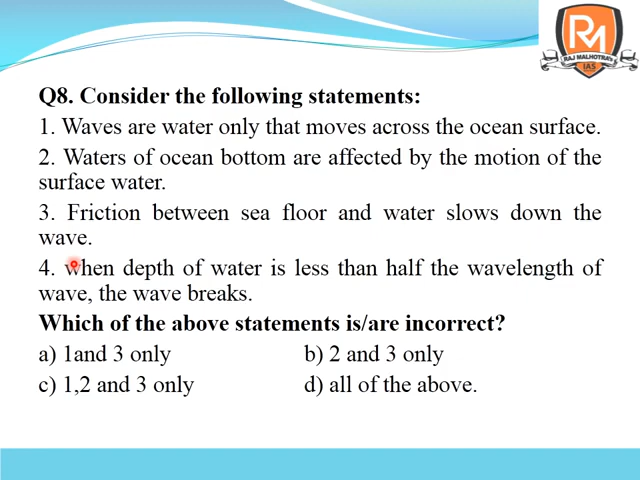 RM
RAJ MALHOTRA's
IAS
Q8. Consider the following statements:
1. Waves are water only that moves across the ocean surface.
2. Waters of ocean bottom are affected by the motion of the
surface water.
3. Friction between sea floor and water slows down the
wave.
4. when depth of water is less than half the wavelength of
wave, the wave breaks.
Which of the above statements is/are incorrect?
a) 1and 3 only b) 2 and 3 only
c) 1,2 and 3 only d) all of the above.